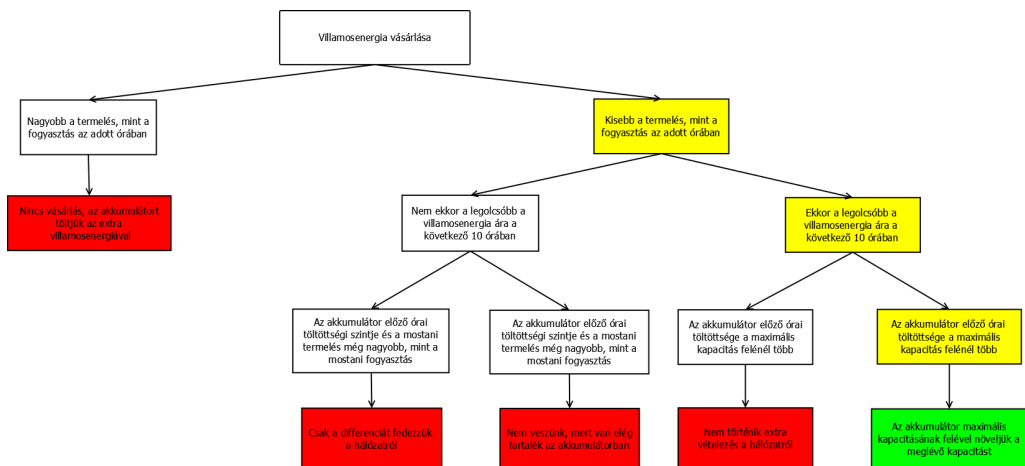 Villamosenergia vásárlása
Nagyobb a termelés, mint a
fogyasztás az adott órában
Kisebb a termelés, mint a
fogyasztás az adott órában
Nincs vásárlás, az akkumulátort
töltjük az extra
villamosenergiával
Nem ekkor a legolcsóbb a
villamosenergia ára a
következő 10 órában
Ekkor a legolcsóbb a
villamosenergia ára a
következő 10 órában
Az akkumulátor előző órai
töltöttségi szintje és a mostani
termelés még nagyobb, mint a
mostani fogyasztás
Az akkumulátor előző órai
töltöttségi szintje és a mostani
termelés még nagyobb, mint a
mostani fogyasztás
Az akkumulátor előző órai
töltöttsége a maximális
kapacitás felénél több
Az akkumulátor előző órai
töltöttsége a maximális
kapacitás felénél több
Csak a differenciát fedezzük
a hálózatról
Nem veszünk, mert van elég
tartalék az akkumulátorban
Nem történik extra
vételezés a hálózatról
Az akkumulátor maximális
kapacitásának felével növeljük a
meglévő kapacitást